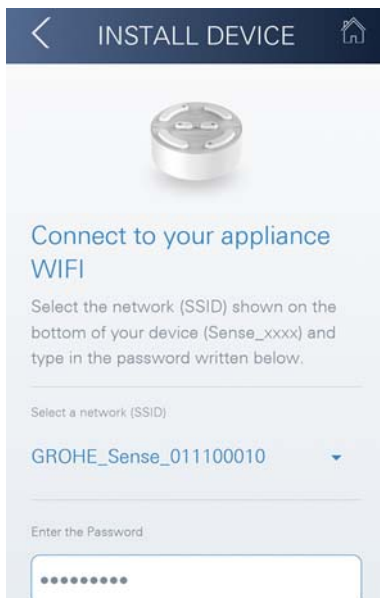 INSTALL DEVICE
Connect to your appliance
WIFI
Select the network (SSID) shown on the
bottom of your device (Sense_xxxx) and
type in the password written below.
Select a network (SSID)
GROHE_Sense_011100010
Enter the Password
•••••••••